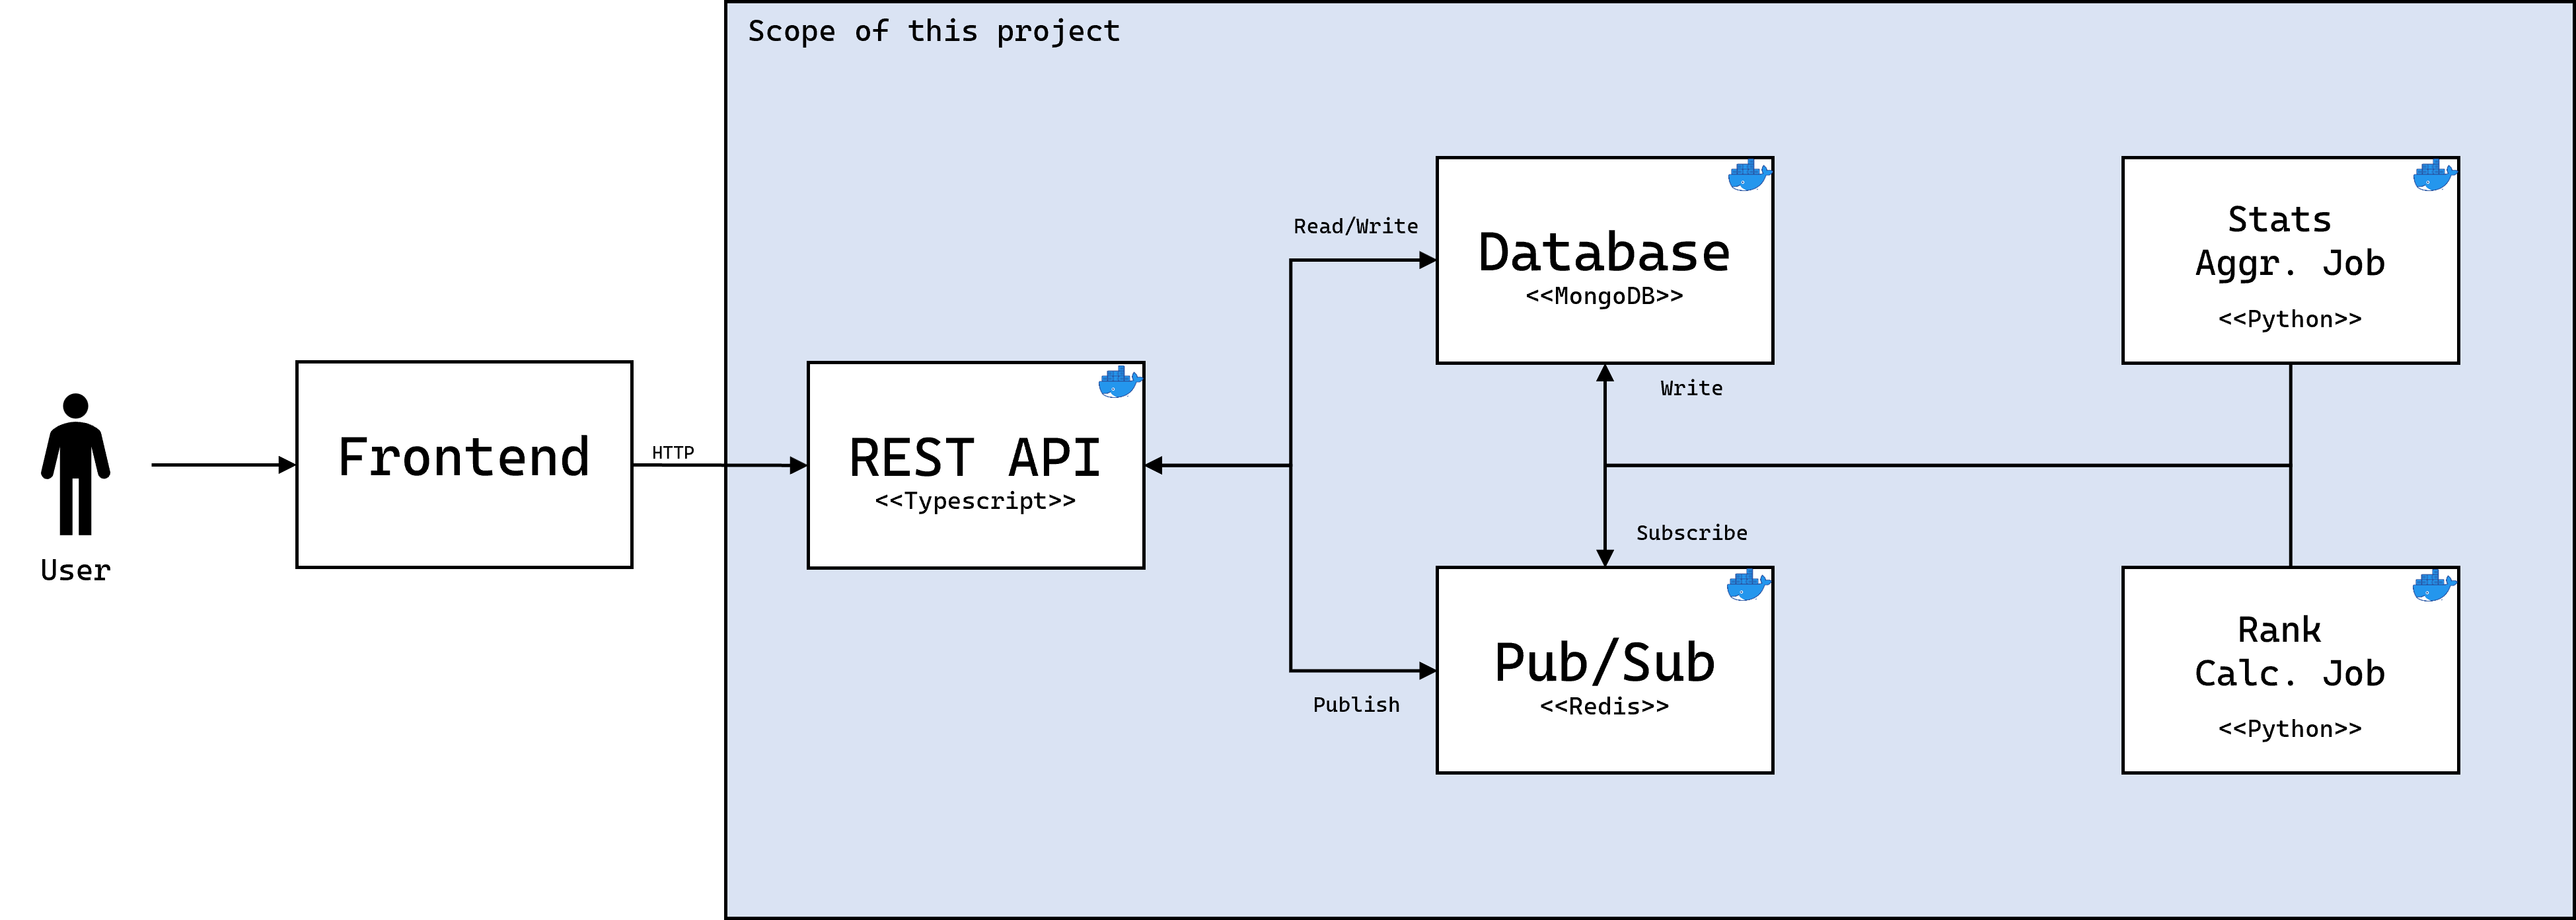 Scope of this project
User
Frontend
HTTP
REST API
<<Typescript>>
Read/Write
Publish
Database
<<MongoDB>>
Write
Subscribe
Pub/Sub
<<Redis>>
Stats
Aggr. Job
<<Python>>
Rank
Calc. Job
<<Python>>